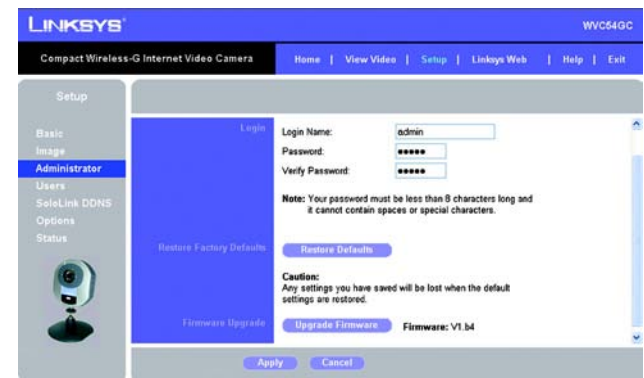 LINKSYS
WVC54GC
Compact Wireless-G Internet Video Camera
Home | View Video | Setup | Linksys Web | Help | Exit
Setup
Basic
Image
Administrator
Users
SoloLink DDNS
Options
Status
Login
Login Name: admin
Password: •••••
Verify Password: •••••
Note: Your password must be less than 8 characters long and
it cannot contain spaces or special characters.
Restore Factory Defaults
Restore Defaults
Caution:
Any settings you have saved will be lost when the default
settings are restored.
Firmware Upgrade
Upgrade Firmware Firmware: V1.b4
Apply Cancel